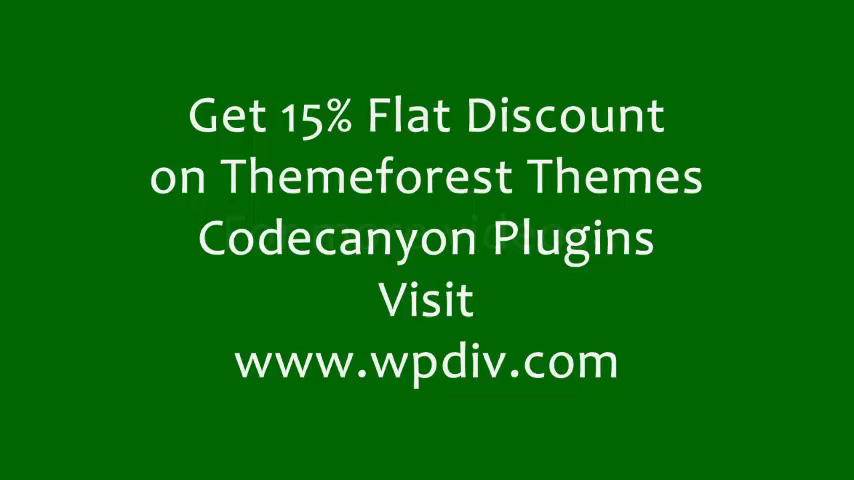 Get 15% Flat Discount
on Themeforest Themes
Codecanyon Plugins
Visit
www.wpdiv.com